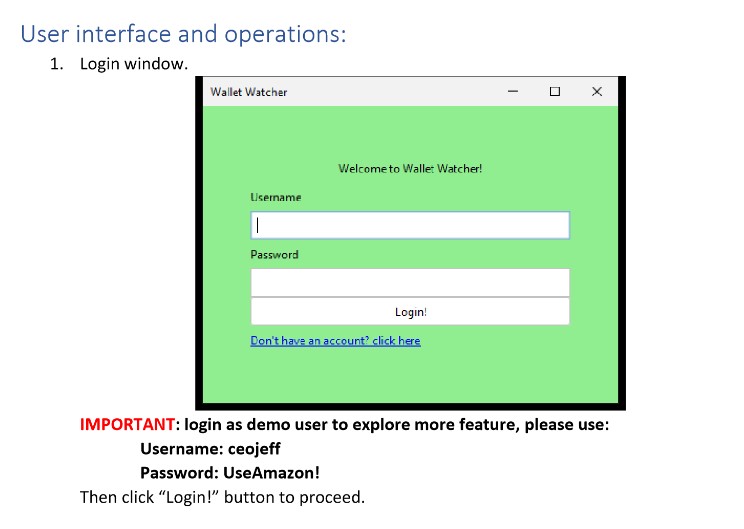 User interface and operations:
1. Login window.
Wallet Watcher
Welcome to Wallet Watcher!
Username
Password
Login!
Don't have an account? click here
IMPORTANT: login as demo user to explore more feature, please use:
Username: ceojeff
Password: UseAmazon!
Then click “Login!” button to proceed.